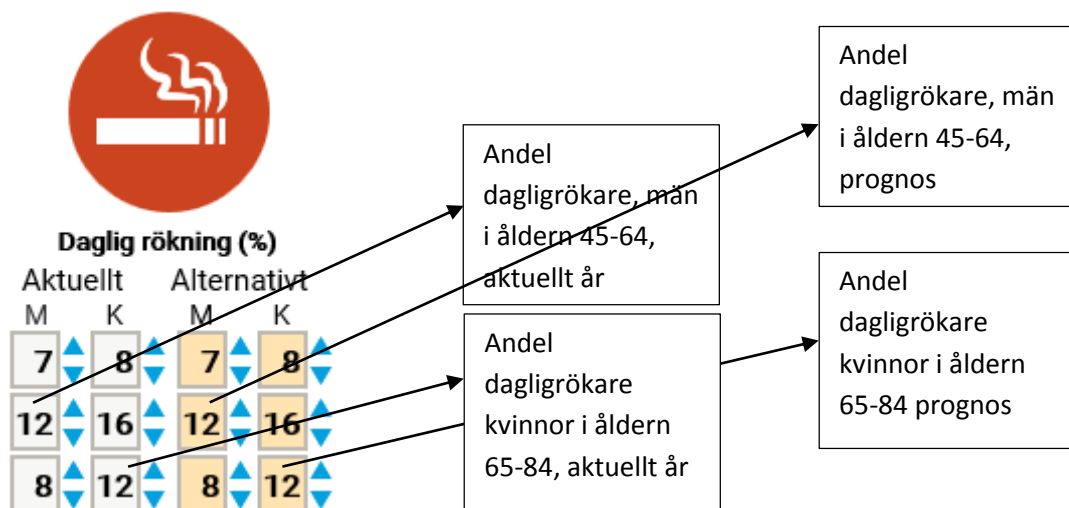 Daglig rökning (%)
Aktuellt Alternativt
M K M K
7 8 7 8
12 16 12 16
8 12 8 12
Andel
dagligrökare, män
i åldern 45-64,
aktuellt år
Andel
dagligrökare
kvinnor i åldern
65-84, aktuellt år
Andel
dagligrökare, män
i åldern 45-64,
prognos
Andel
dagligrökare
kvinnor i åldern
65-84 prognos